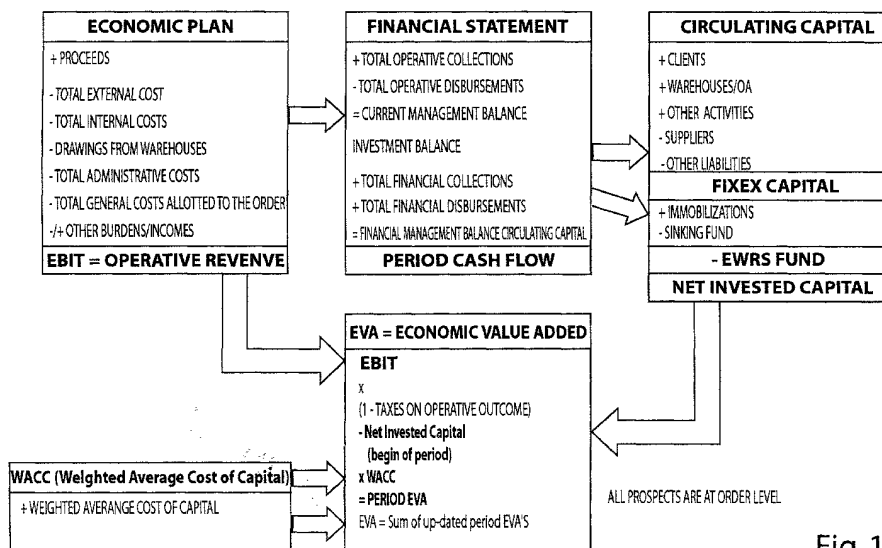 ECONOMIC PLAN
+ PROCEEDS
- TOTAL EXTERNAL COST
- TOTAL INTERNAL COSTS
- DRAWINGS FROM WAREHOUSES
- TOTAL ADMINISTRATIVE COSTS
- TOTAL GENERAL COSTS ALLOTTED TO THE ORDER
-/+ OTHER BURDENS/INCOMES
EBIT = OPERATIVE REVENVE
FINANCIAL STATEMENT
+ TOTAL OPERATIVE COLLECTIONS
- TOTAL OPERATIVE DISBURSEMENTS
= CURRENT MANAGEMENT BALANCE
INVESTMENT BALANCE
+ TOTAL FINANCIAL COLLECTIONS
+ TOTAL FINANCIAL DISBURSEMENTS
= FINANCIAL MANAGEMENT BALANCE CIRCULATING CAPITAL
PERIOD CASH FLOW
CIRCULATING CAPITAL
+ CLIENTS
+ WAREHOUSES/OA
+ OTHER ACTIVITIES
- SUPPLIERS
- OTHER LIABILITIES
FIXEX CAPITAL
+ IMMOBILIZATIONS
- SINKING FUND
- EWRS FUND
NET INVESTED CAPITAL
EVA = ECONOMIC VALUE ADDED
EBIT
x
(1 - TAXES ON OPERATIVE OUTCOME)
- Net Invested Capital
(begin of period)
x WACC
= PERIOD EVA
EVA = Sum of up-dated period EVA'S
WACC (Weighted Average Cost of Capital)
+ WEIGHTED AVERANGE COST OF CAPITAL
ALL PROSPECTS ARE AT ORDER LEVEL
Fig. 1